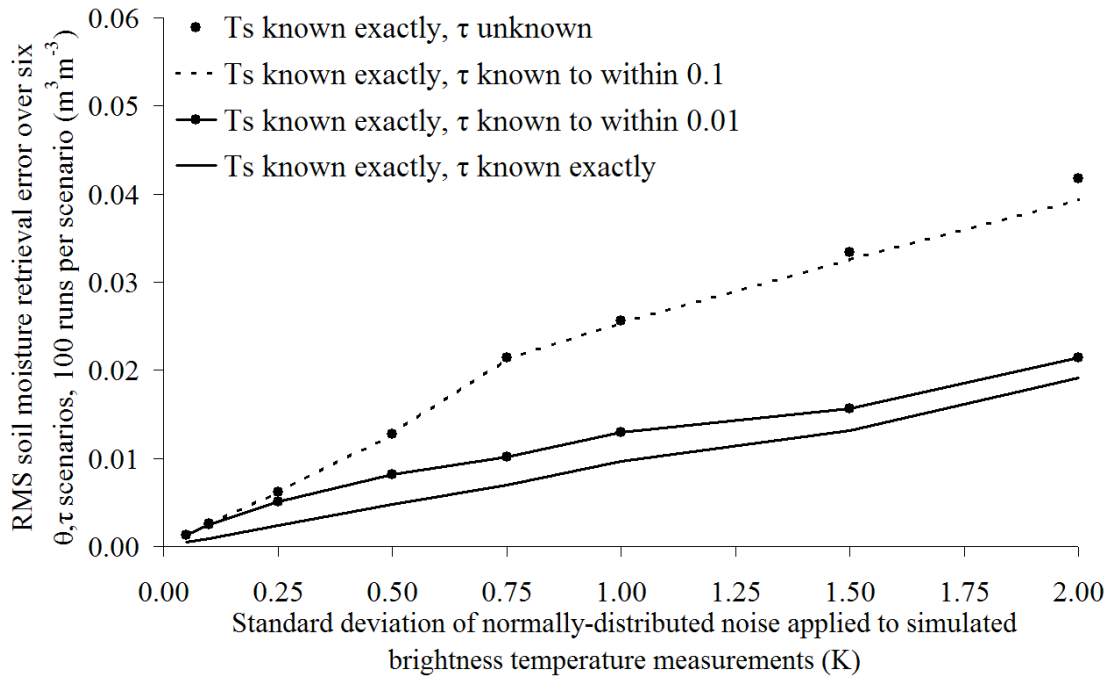 RMS soil moisture retrieval error over six
θ,τ scenarios, 100 runs per scenario (m³m⁻³)
0.06
0.05
0.04
0.03
0.02
0.01
0.00
Ts known exactly, τ unknown
Ts known exactly, τ known to within 0.1
Ts known exactly, τ known to within 0.01
Ts known exactly, τ known exactly
0.00 0.25 0.50 0.75 1.00 1.25 1.50 1.75 2.00
Standard deviation of normally-distributed noise applied to simulated
brightness temperature measurements (K)